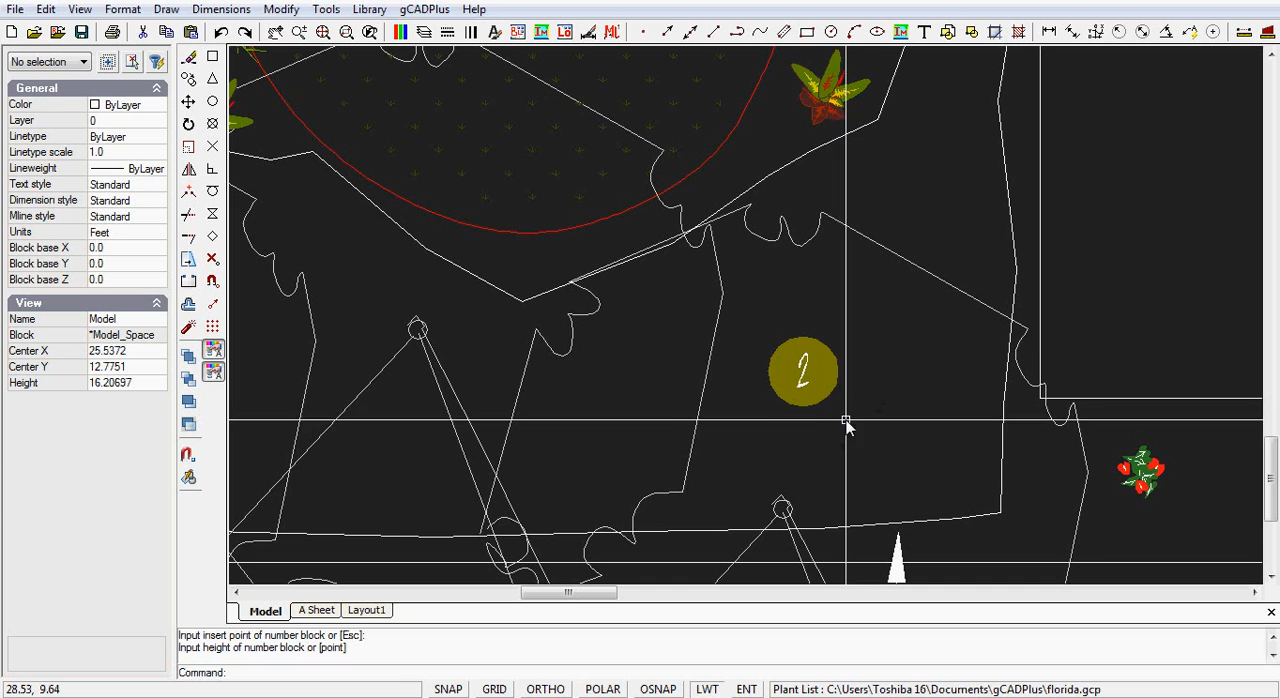 File Edit View Format Draw Dimensions Modify Tools Library gCADPlus Help
No selection
General
Color ByLayer
Layer 0
Linetype ByLayer
Linetype scale 1.0
Lineweight ByLayer
Text style Standard
Dimension style Standard
Mline style Standard
Units Feet
Block base X 0.0
Block base Y 0.0
Block base Z 0.0
View
Name Model
Block *Model_Space
Center X 25.5372
Center Y 12.7751
Height 16.20697
2
Model A Sheet Layout1
Input insert point of number block or [Esc]:
Input height of number block or [point]
Command:
28.53, 9.64 SNAP GRID ORTHO POLAR OSNAP LWT ENT Plant List : C:\Users\Toshiba 16\Documents\gCADPlus\florida.gcp